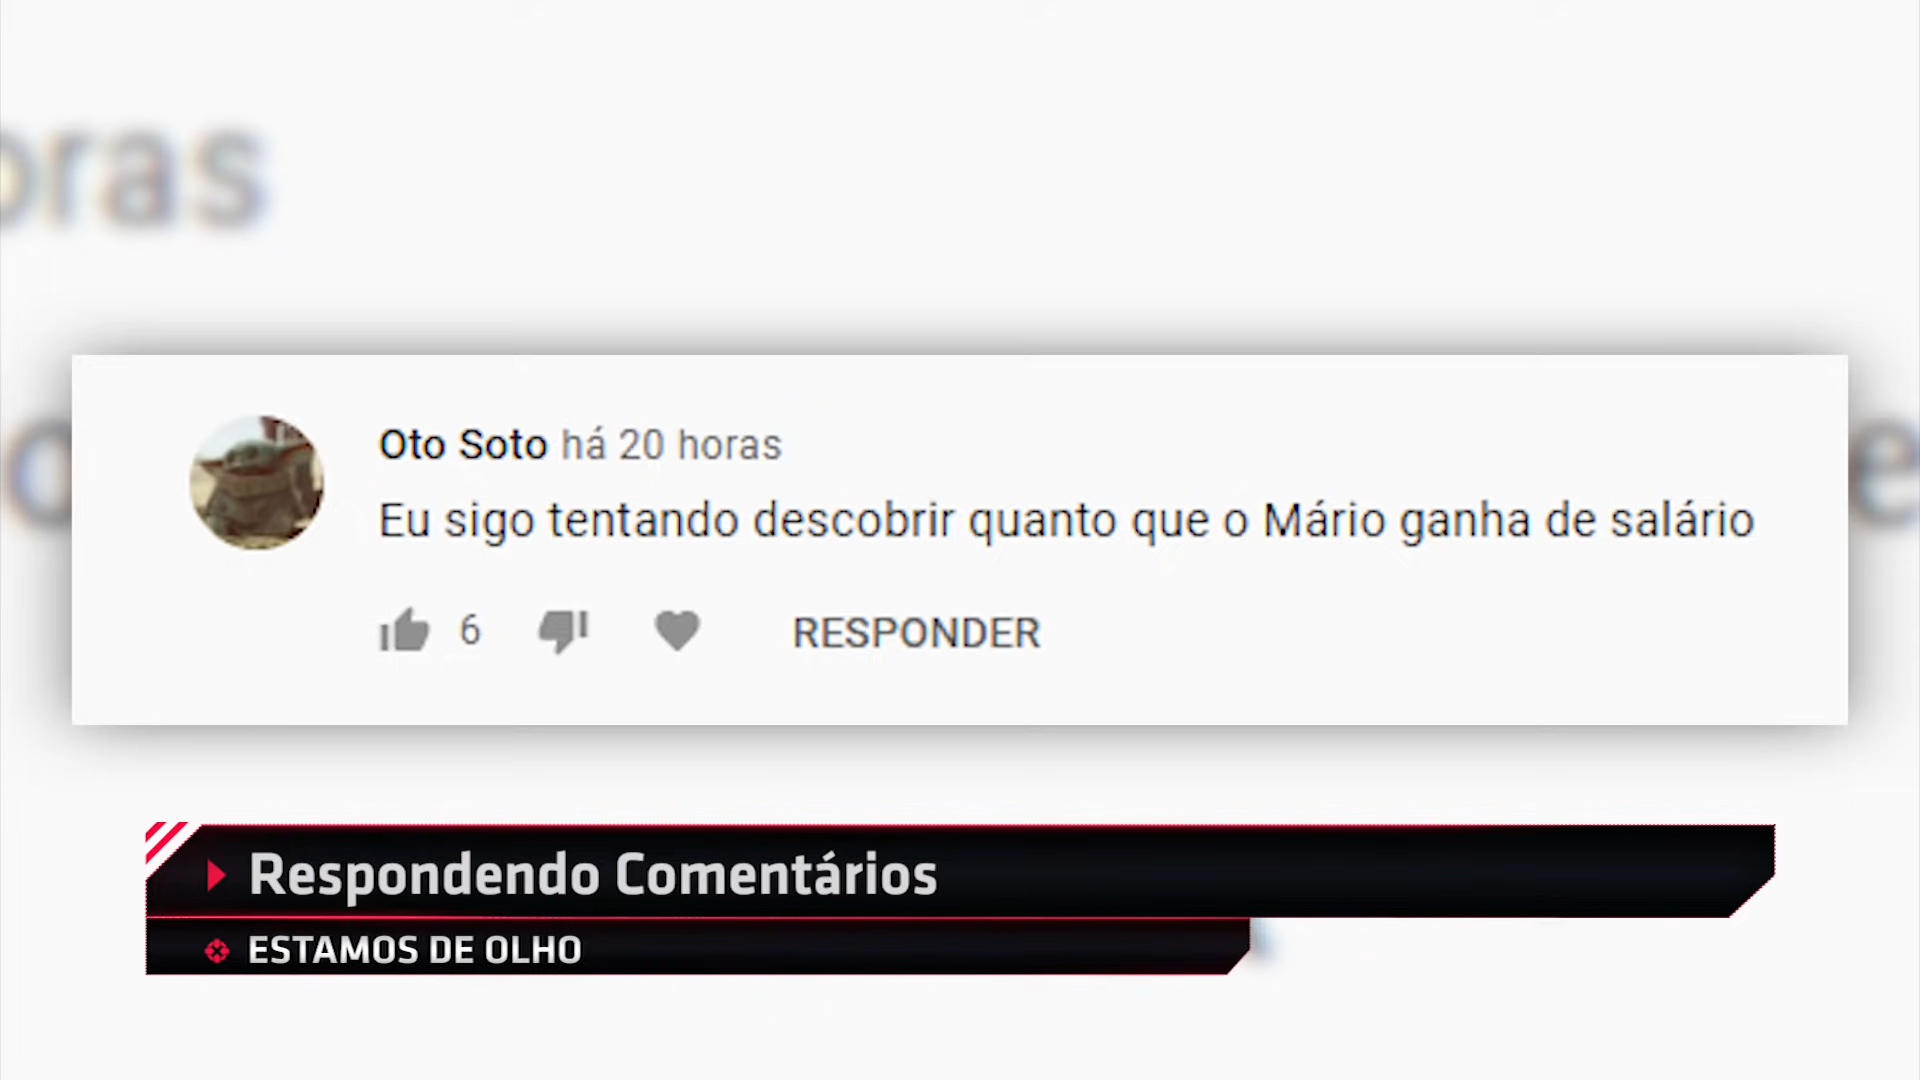 oras
Oto Soto há 20 horas
Eu sigo tentando descobrir quanto que o Mário ganha de salário
6
RESPONDER
Respondendo Comentários
ESTAMOS DE OLHO